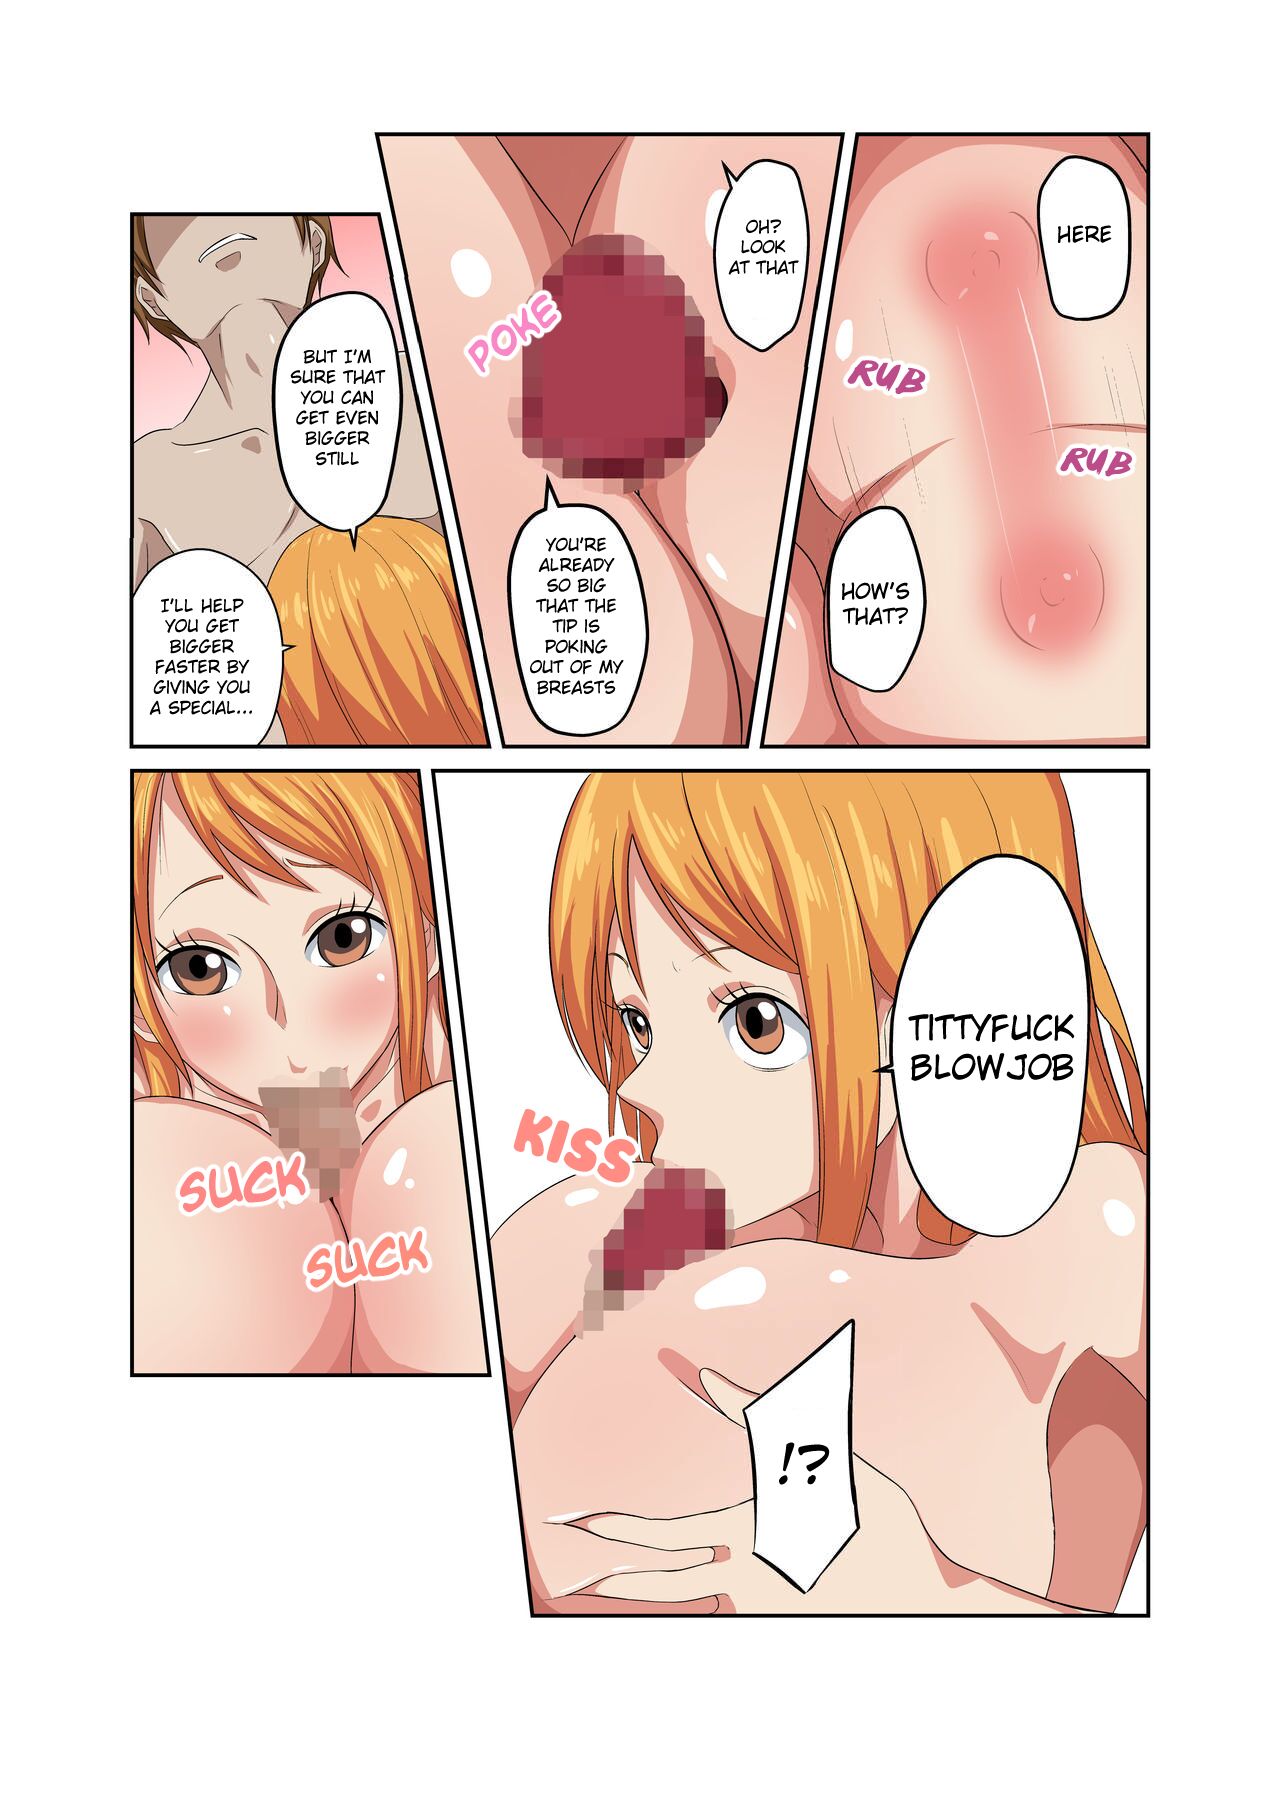 HERE
RUB
RUB
HOW'S
THAT?
OH?
LOOK
AT THAT
POKE
YOU'RE
ALREADY
SO BIG
THAT THE
TIP IS
POKING
OUT OF MY
BREASTS
BUT I'M
SURE THAT
YOU CAN
GET EVEN
BIGGER
STILL
I'LL HELP
YOU GET
BIGGER
FASTER BY
GIVING YOU
A SPECIAL...
TITTYFUCK
BLOWJOB
KISS
!?
SUCK
SUCK